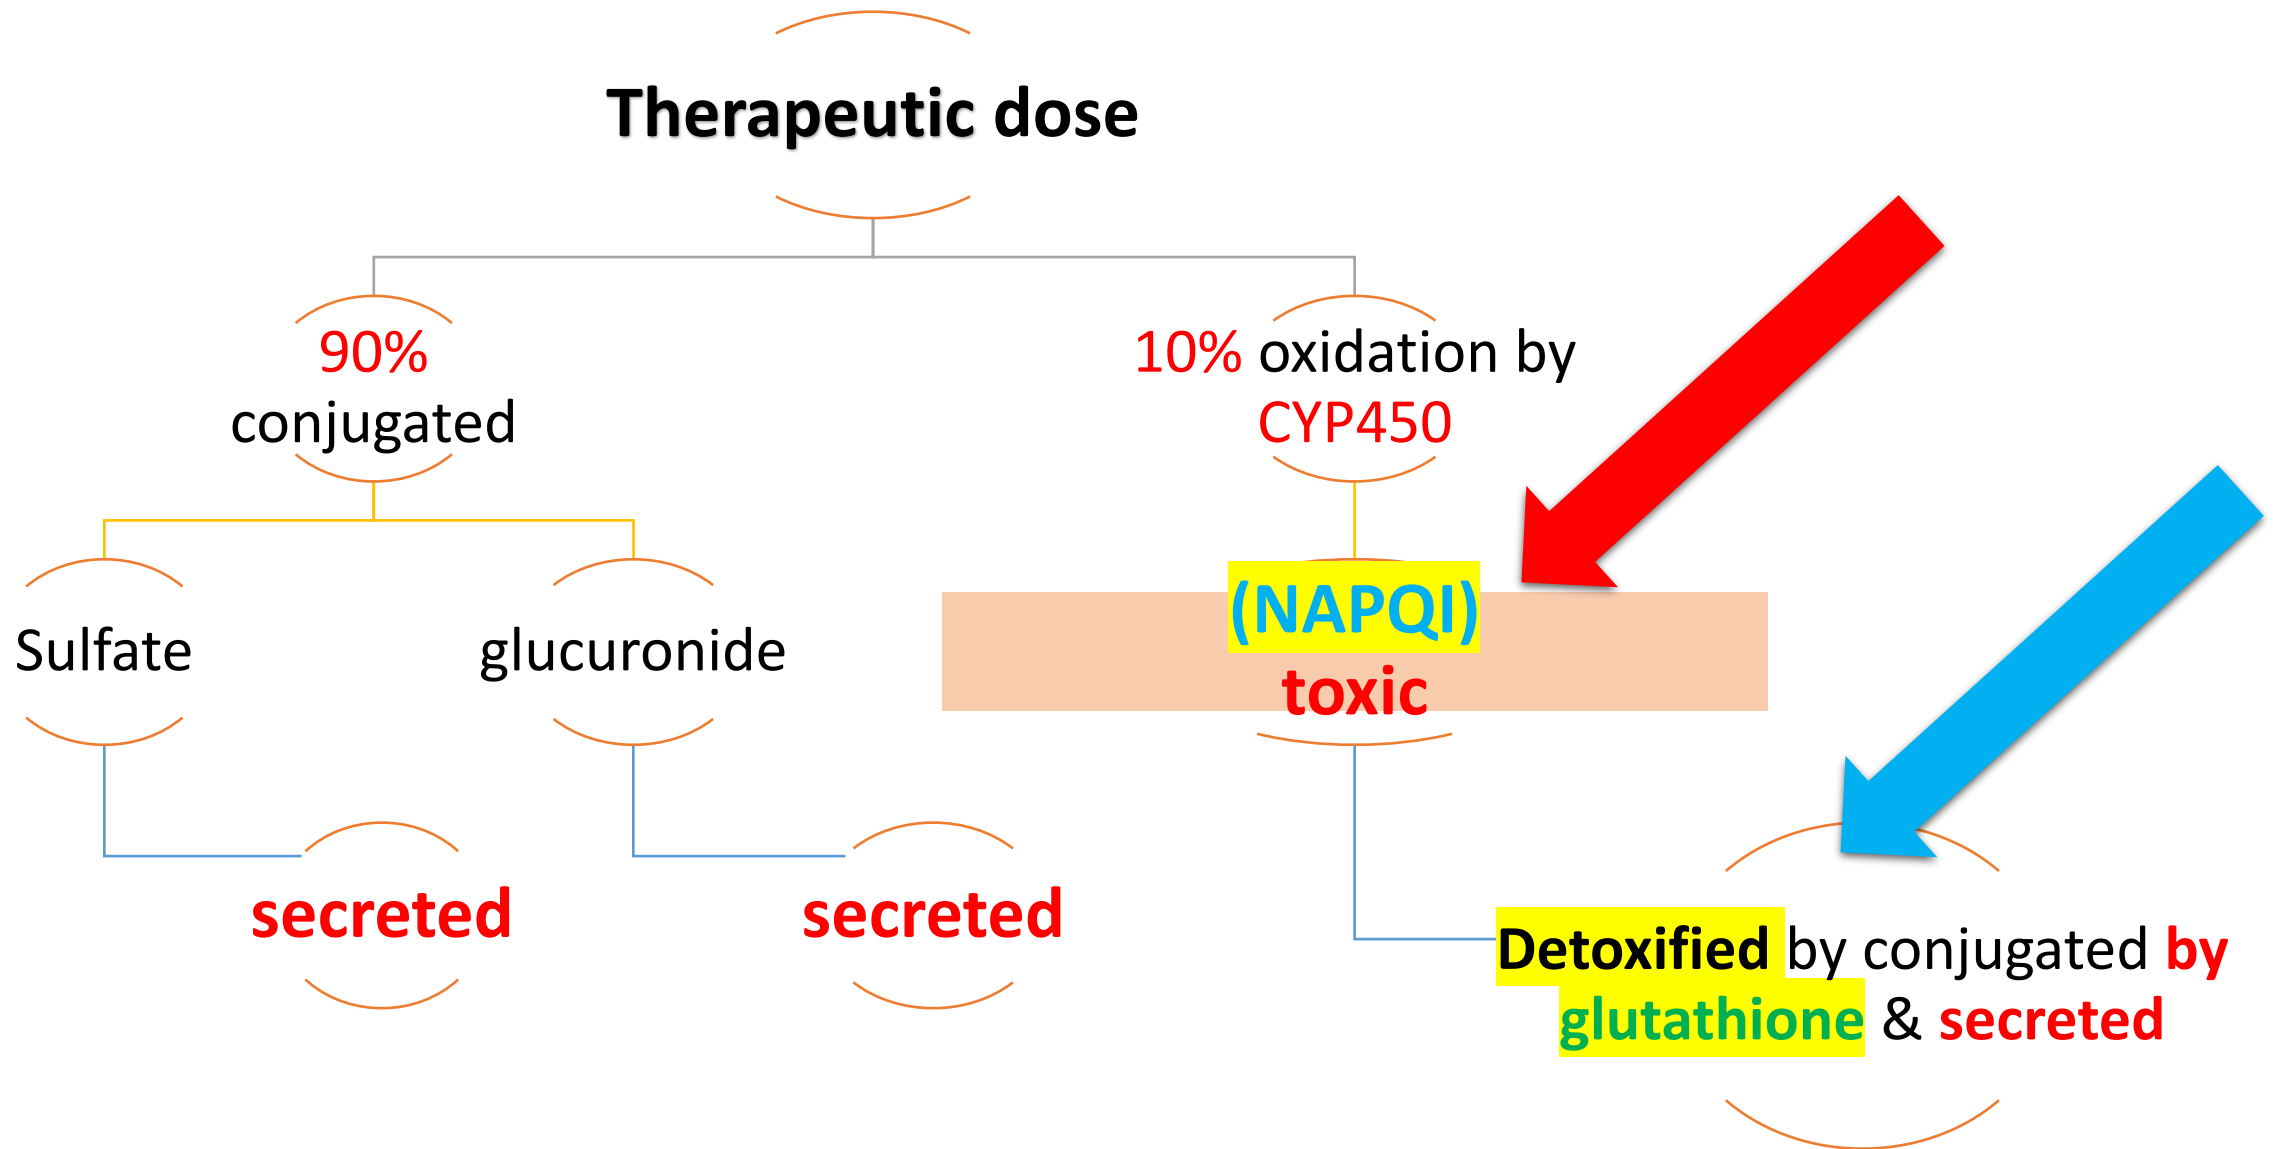 Therapeutic dose
90%
conjugated
10% oxidation by
CYP450
Sulfate
glucuronide
(NAPQI)
toxic
secreted
secreted
Detoxified by conjugated by
glutathione & secreted